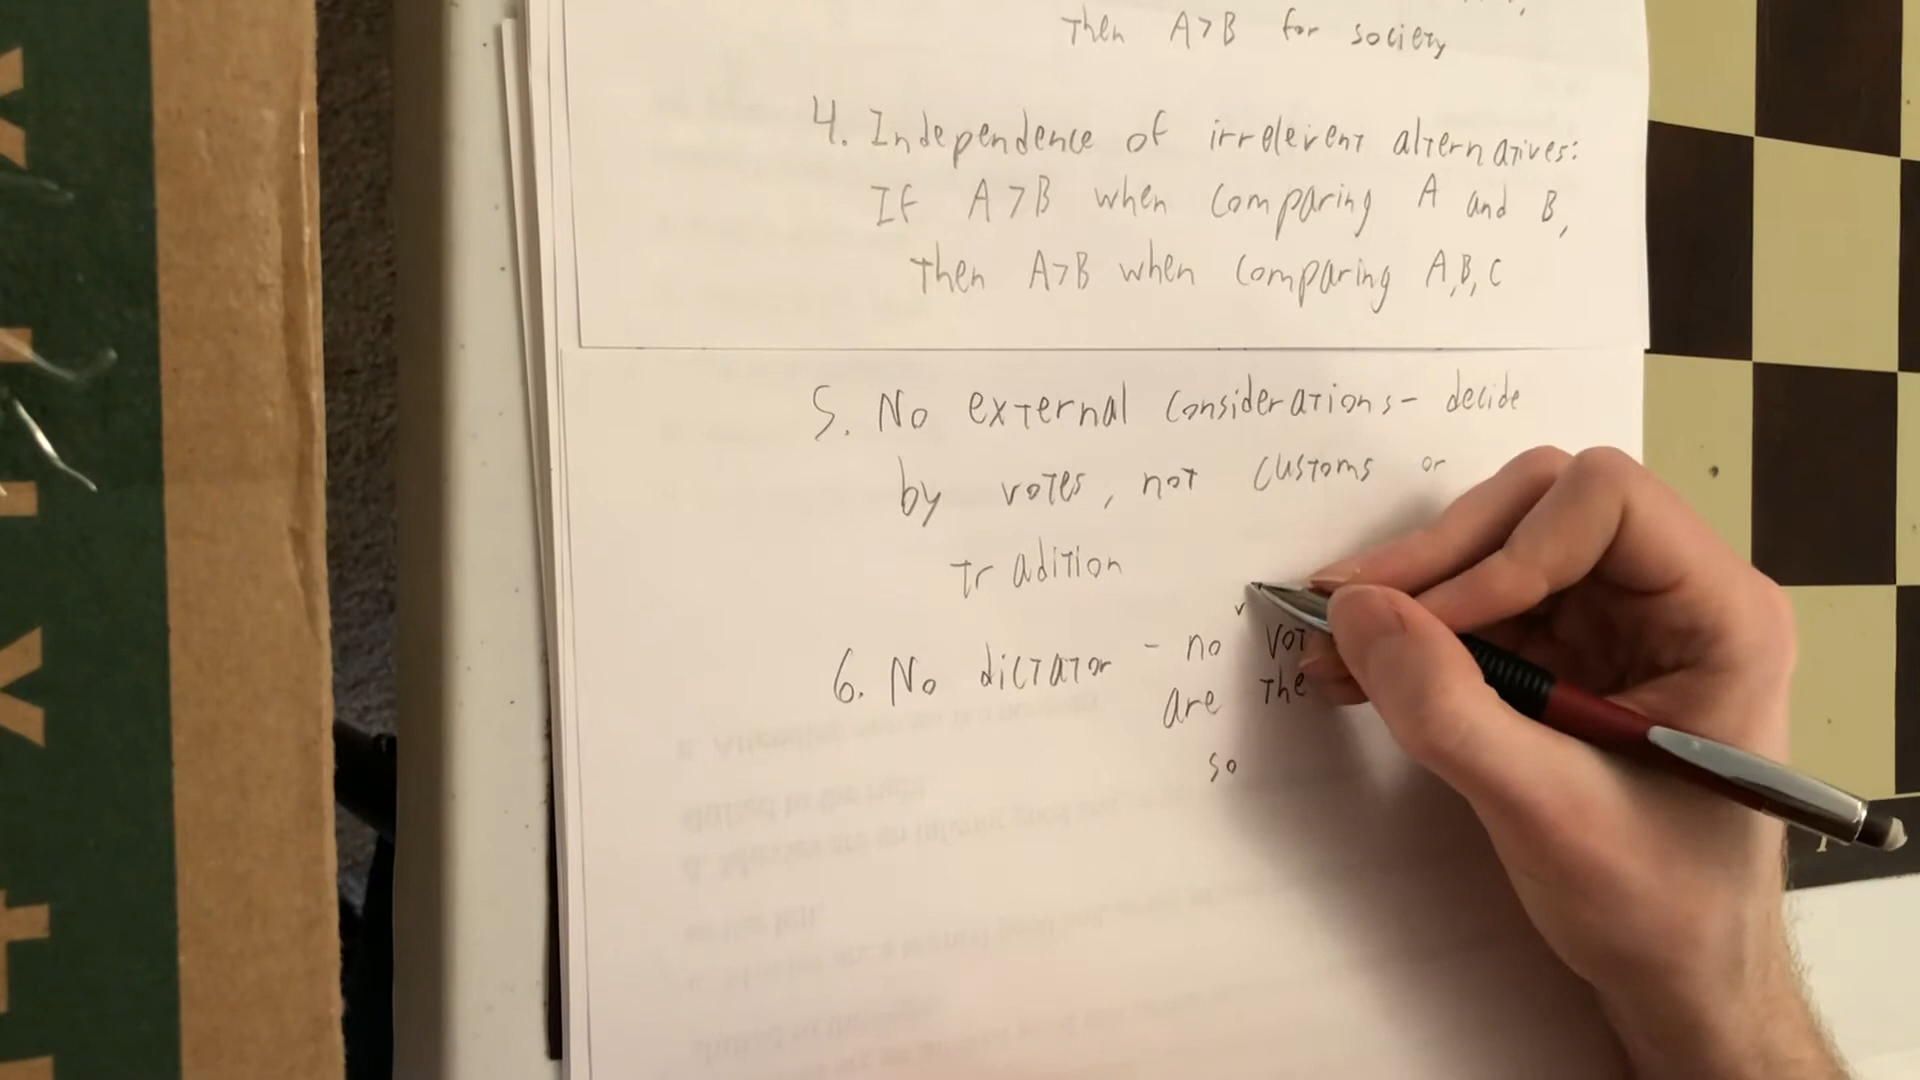 Then A>B for society
4. Independence of irrelevent alternatives:
If A>B when comparing A and B,
then A>B when comparing A,B,C
5. No external considerations- decide
by votes, not customs or
tradition
6. No dictator - no
are the
so